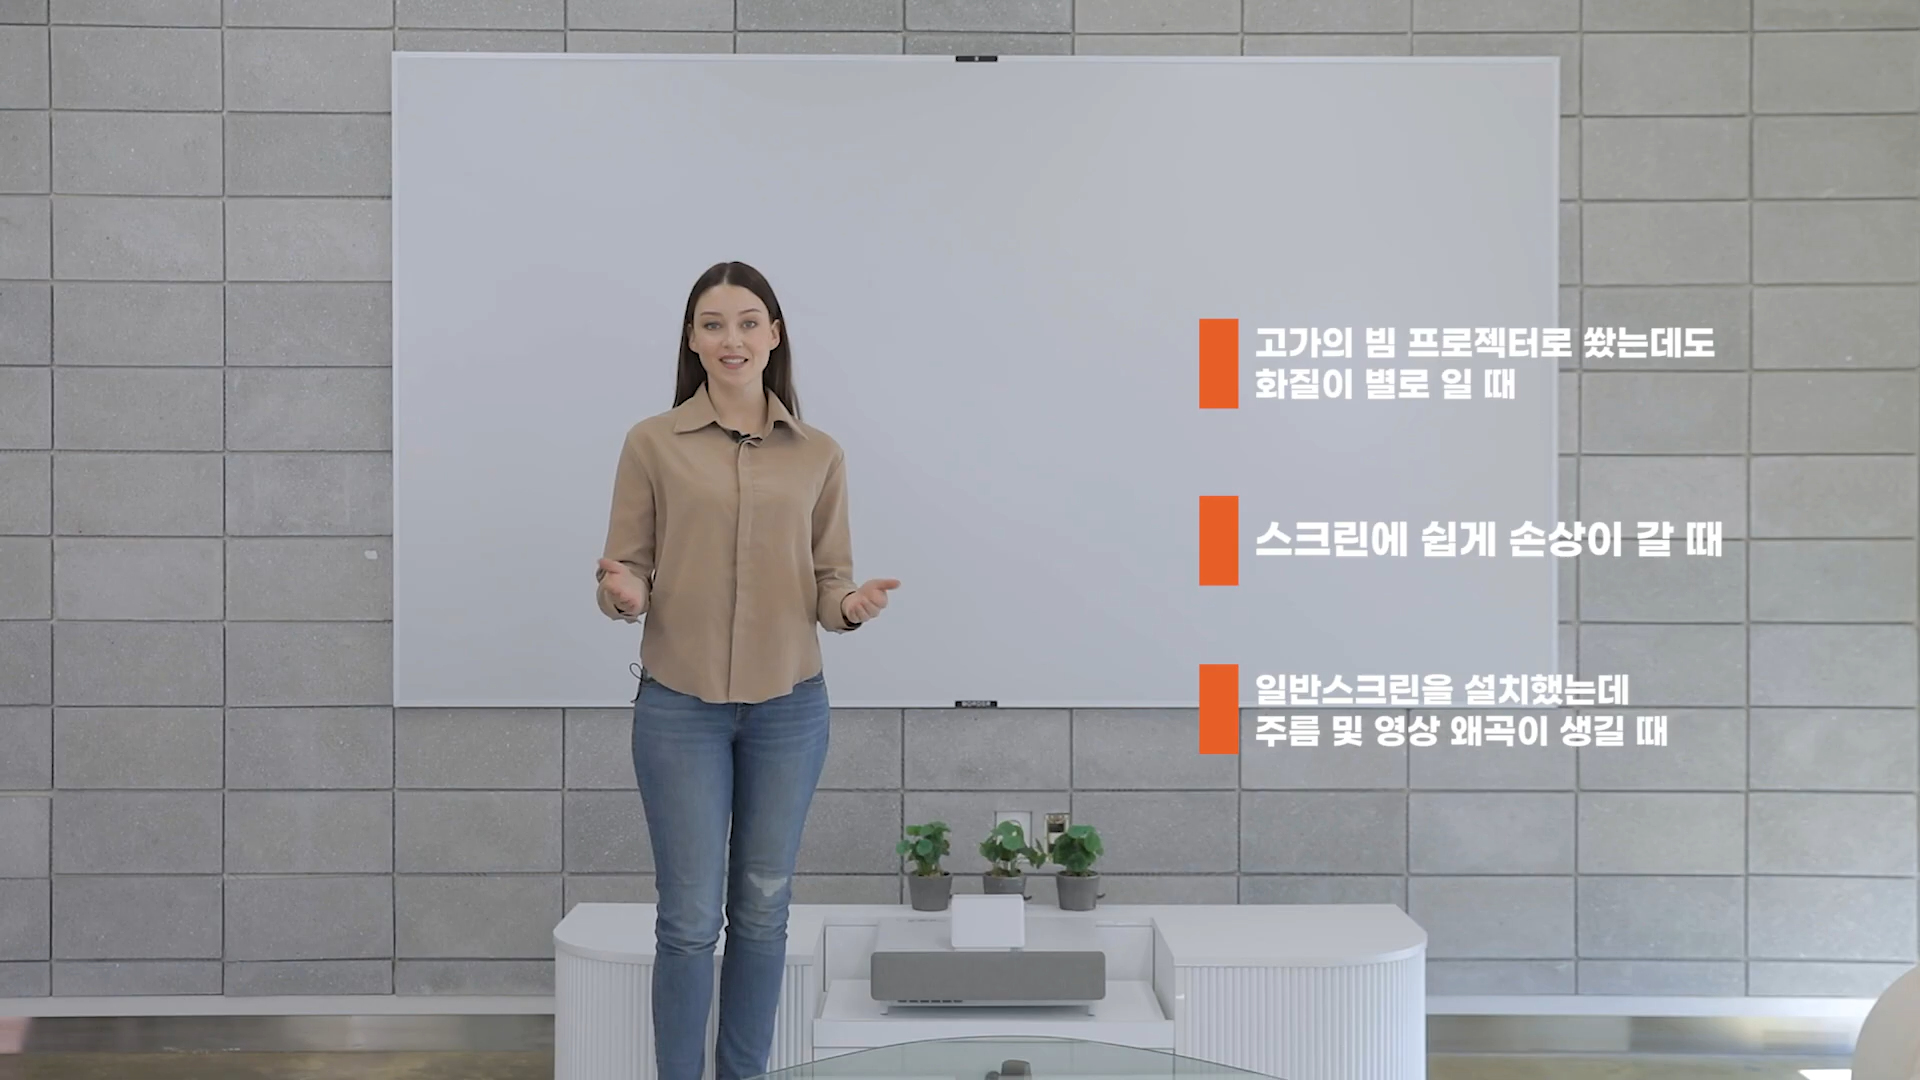 고가의 빔 프로젝터로 쐈는데도
화질이 별로 일 때
스크린에 쉽게 손상이 갈 때
일반스크린을 설치했는데
주름 및 영상 왜곡이 생길 때